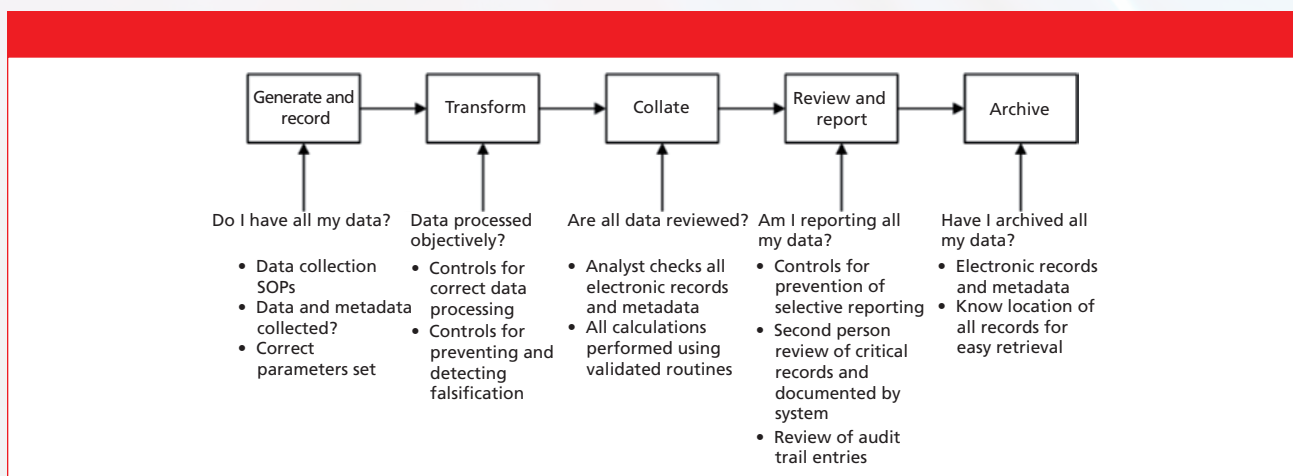 Generate and
record
Transform
Collate
Review and
report
Archive
Do I have all my data?
• Data collection
SOPs
• Data and metadata
collected?
• Correct
parameters set
Data processed
objectively?
• Controls for
correct data
processing
• Controls for
preventing and
detecting
falsification
Are all data reviewed?
• Analyst checks all
electronic records
and metadata
• All calculations
performed using
validated routines
Am I reporting all
my data?
• Controls for
prevention of
selective reporting
• Second person
review of critical
records and
documented by
system
• Review of audit
trail entries
Have I archived all
my data?
• Electronic records
and metadata
• Know location of
all records for
easy retrieval